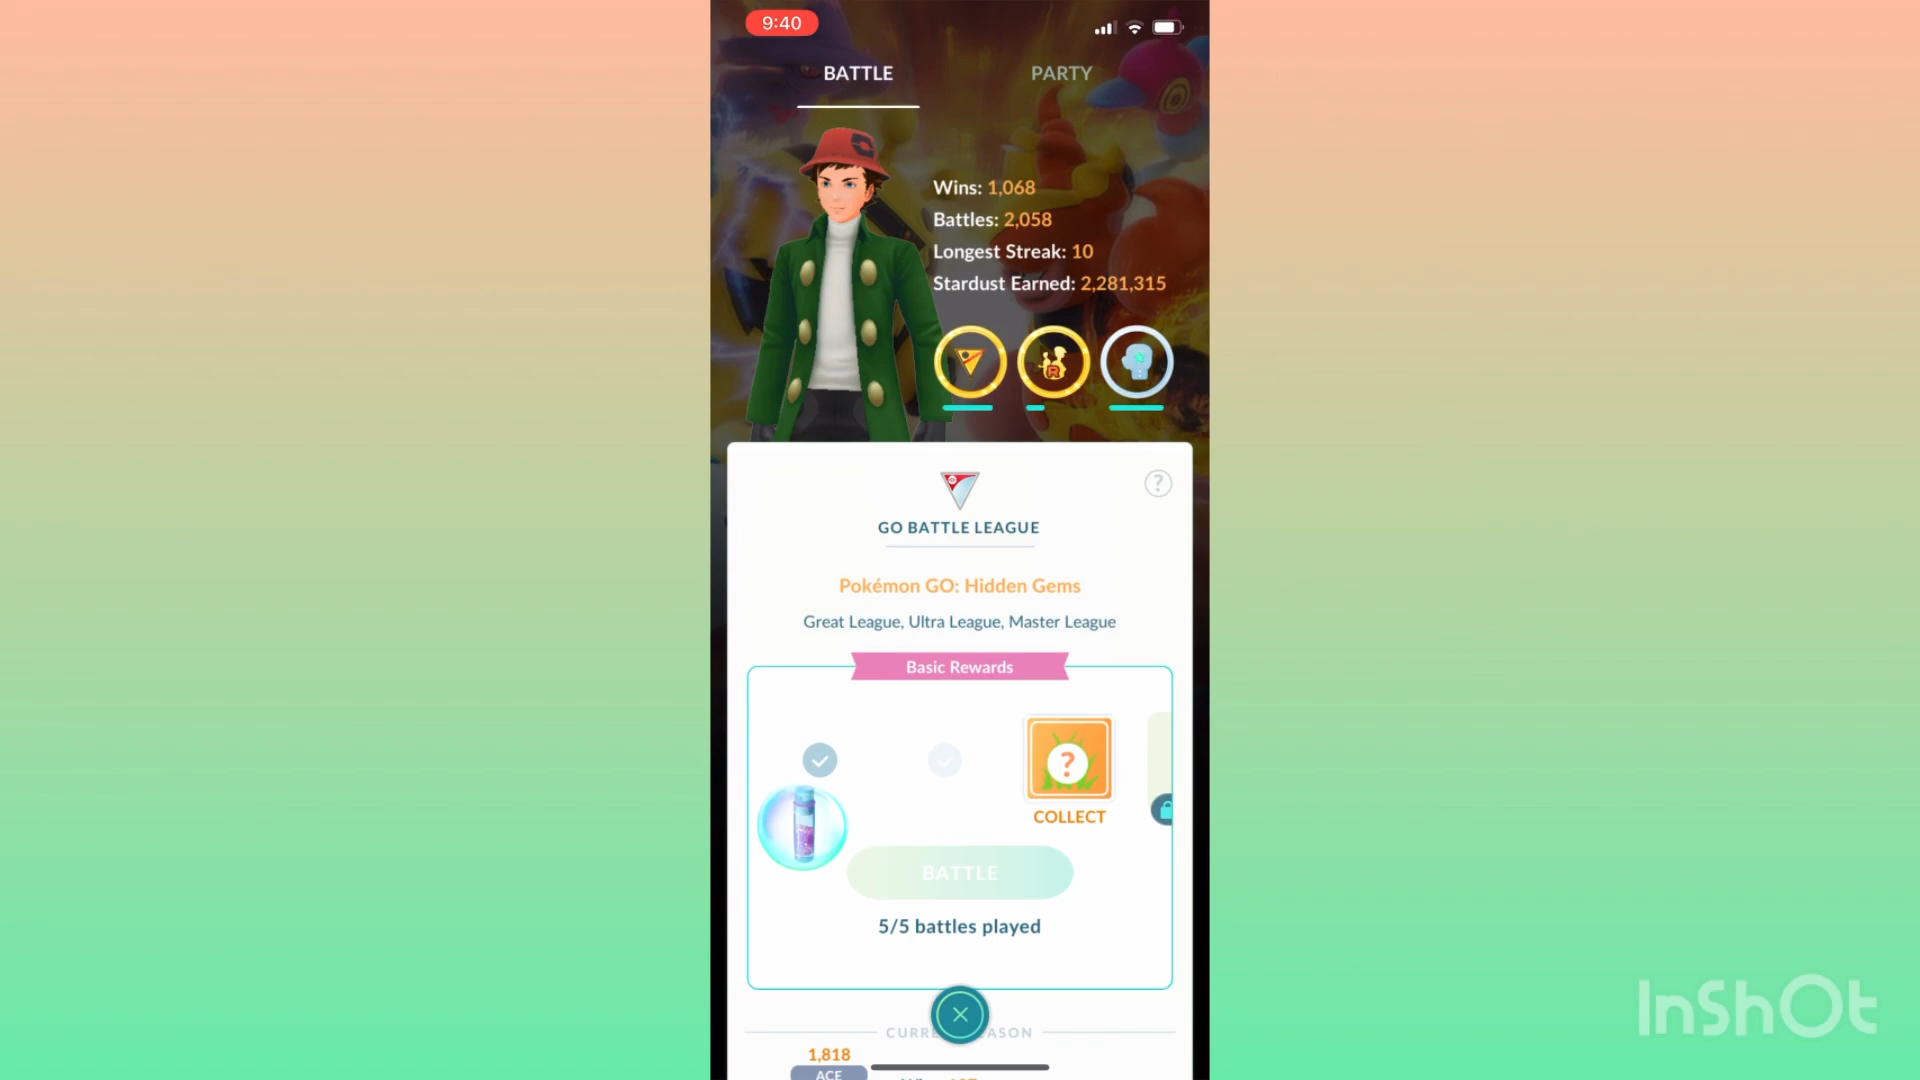 9:40
BATTLE PARTY
Wins: 1,068
Battles: 2,058
Longest Streak: 10
Stardust Earned: 2,281,315
R
?
GO BATTLE LEAGUE
Pokémon GO: Hidden Gems
Great League, Ultra League, Master League
Basic Rewards
?
COLLECT
BATTLE
5/5 battles played
1,818
ACE
InShOt